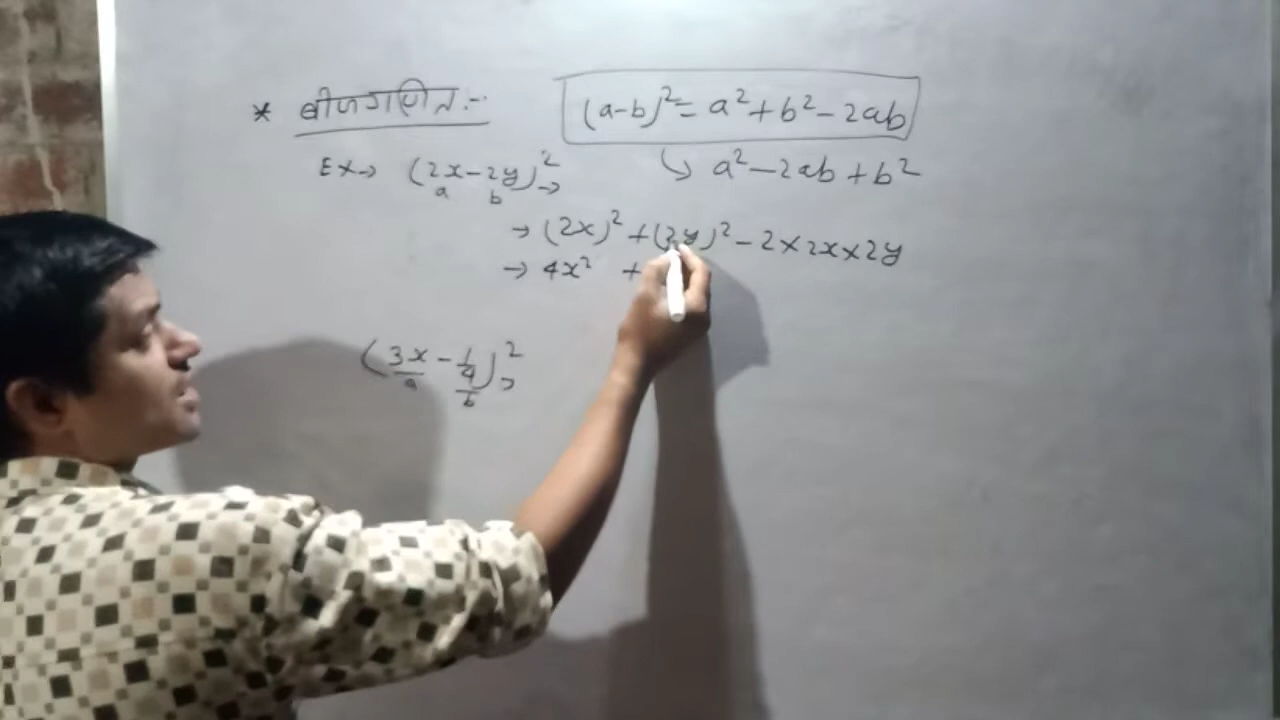 * बीजगणित:-
(a-b)²= a²+b²-2ab
Ex→ (2x-2y)²→
a b
↳ a²-2ab+b²
→ (2x)²+(2y)²-2×2x×2y
→ 4x² +
(3x - 1/4)²→
a b